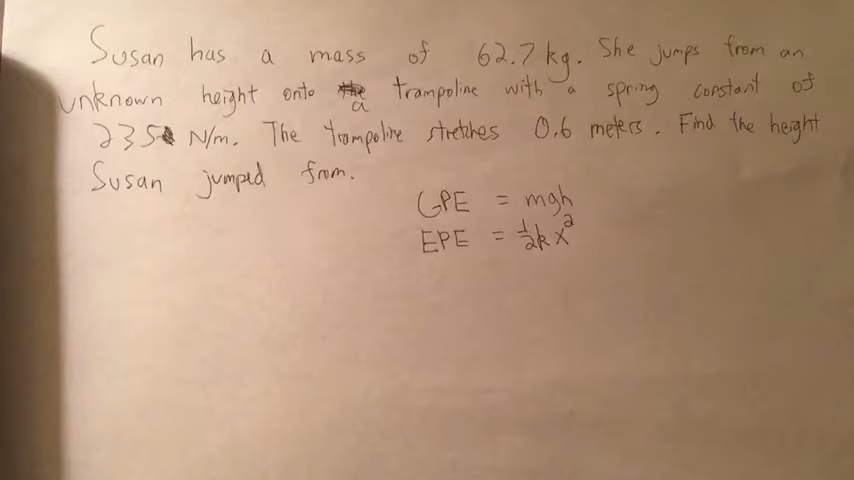 Susan has a mass of 62.7 kg. She jumps from an
unknown height onto a trampoline with a spring constant of
235 N/m. The trampoline stretches 0.6 meters. Find the height
Susan jumped from.
GPE = mgh
EPE = ½kx²